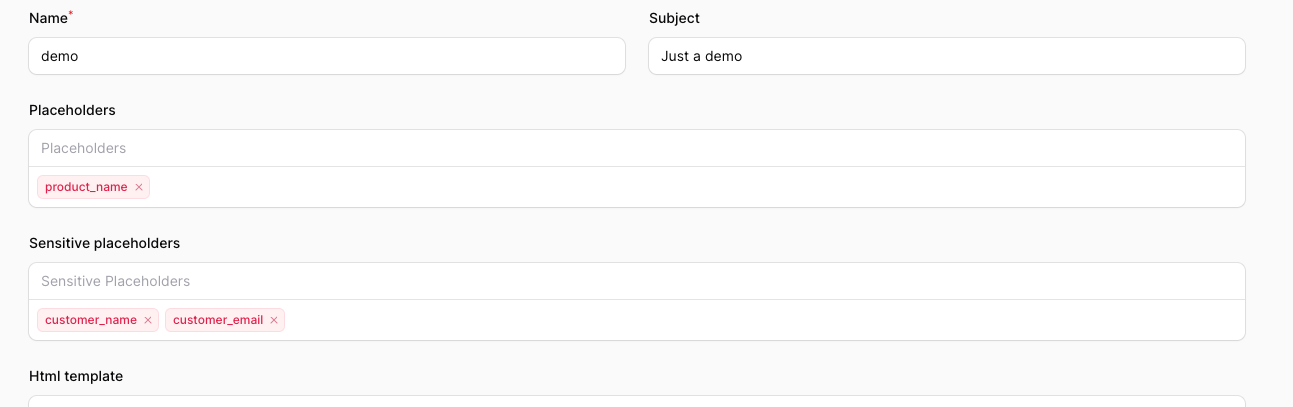 Name* Subject
demo Just a demo
Placeholders
Placeholders
product_name ×
Sensitive placeholders
Sensitive Placeholders
customer_name × customer_email ×
Html template